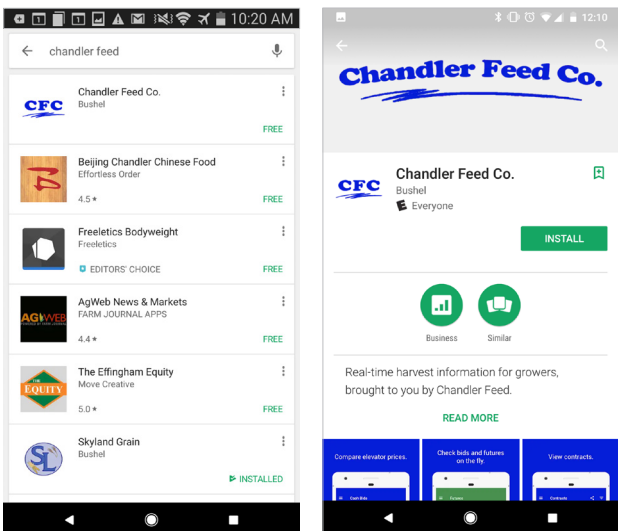 10:20 AM
chandler feed
Chandler Feed Co.
Bushel
CFC
FREE
Beijing Chandler Chinese Food
Effortless Order
4.5 ★
FREE
Freeletics Bodyweight
Freeletics
EDITORS' CHOICE
FREE
AgWeb News & Markets
FARM JOURNAL APPS
AGWEB
4.4 ★
FREE
The Effingham Equity
Move Creative
THE
EQUITY
5.0 ★
FREE
Skyland Grain
Bushel
SL
INSTALLED
12:10
Chandler Feed Co.
CFC
Chandler Feed Co.
Bushel
E Everyone
INSTALL
Business
Similar
Real-time harvest information for growers,
brought to you by Chandler Feed.
READ MORE
Compare elevator prices.
Check bids and futures
on the fly.
View contracts.
Cash Bids
Futures
Contracts